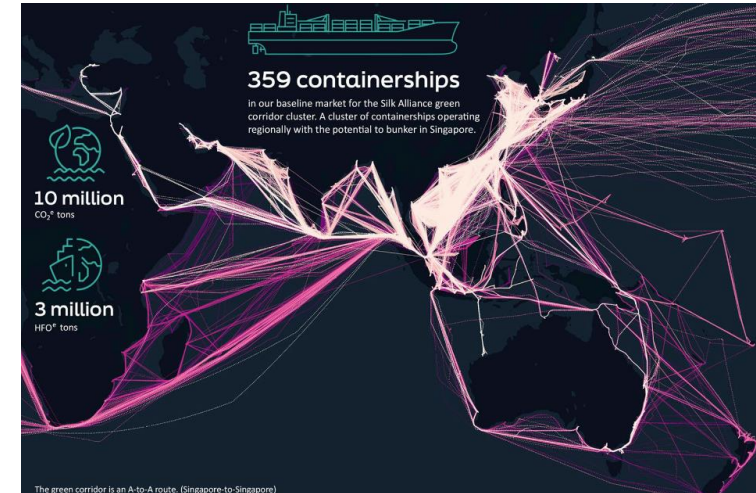 359 containerships
in our baseline market for the Silk Alliance green
corridor cluster. A cluster of containerships operating
regionally with the potential to bunker in Singapore.
10 million
CO₂ᵉ tons
3 million
HFOᵉ tons
The green corridor is an A-to-A route. (Singapore-to-Singapore)